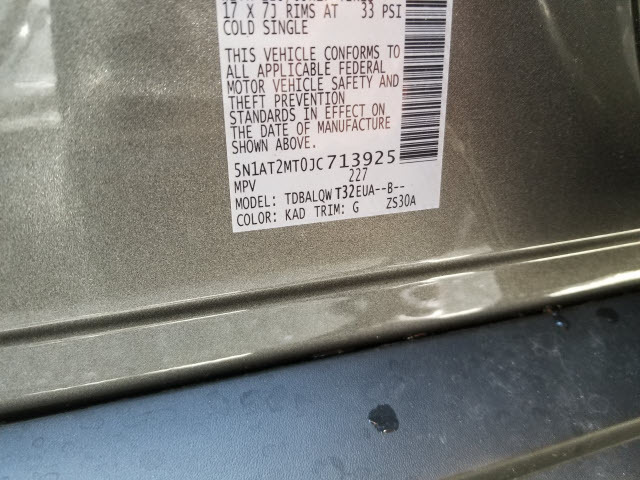 17 X 7J RIMS AT 33 PSI
COLD SINGLE
THIS VEHICLE CONFORMS TO
ALL APPLICABLE FEDERAL
MOTOR VEHICLE SAFETY AND
THEFT PREVENTION
STANDARDS IN EFFECT ON
THE DATE OF MANUFACTURE
SHOWN ABOVE.
5N1AT2MT0JC713925
MPV 227
MODEL: TDBALQWT32EUA--B--
COLOR: KAD TRIM: G ZS30A